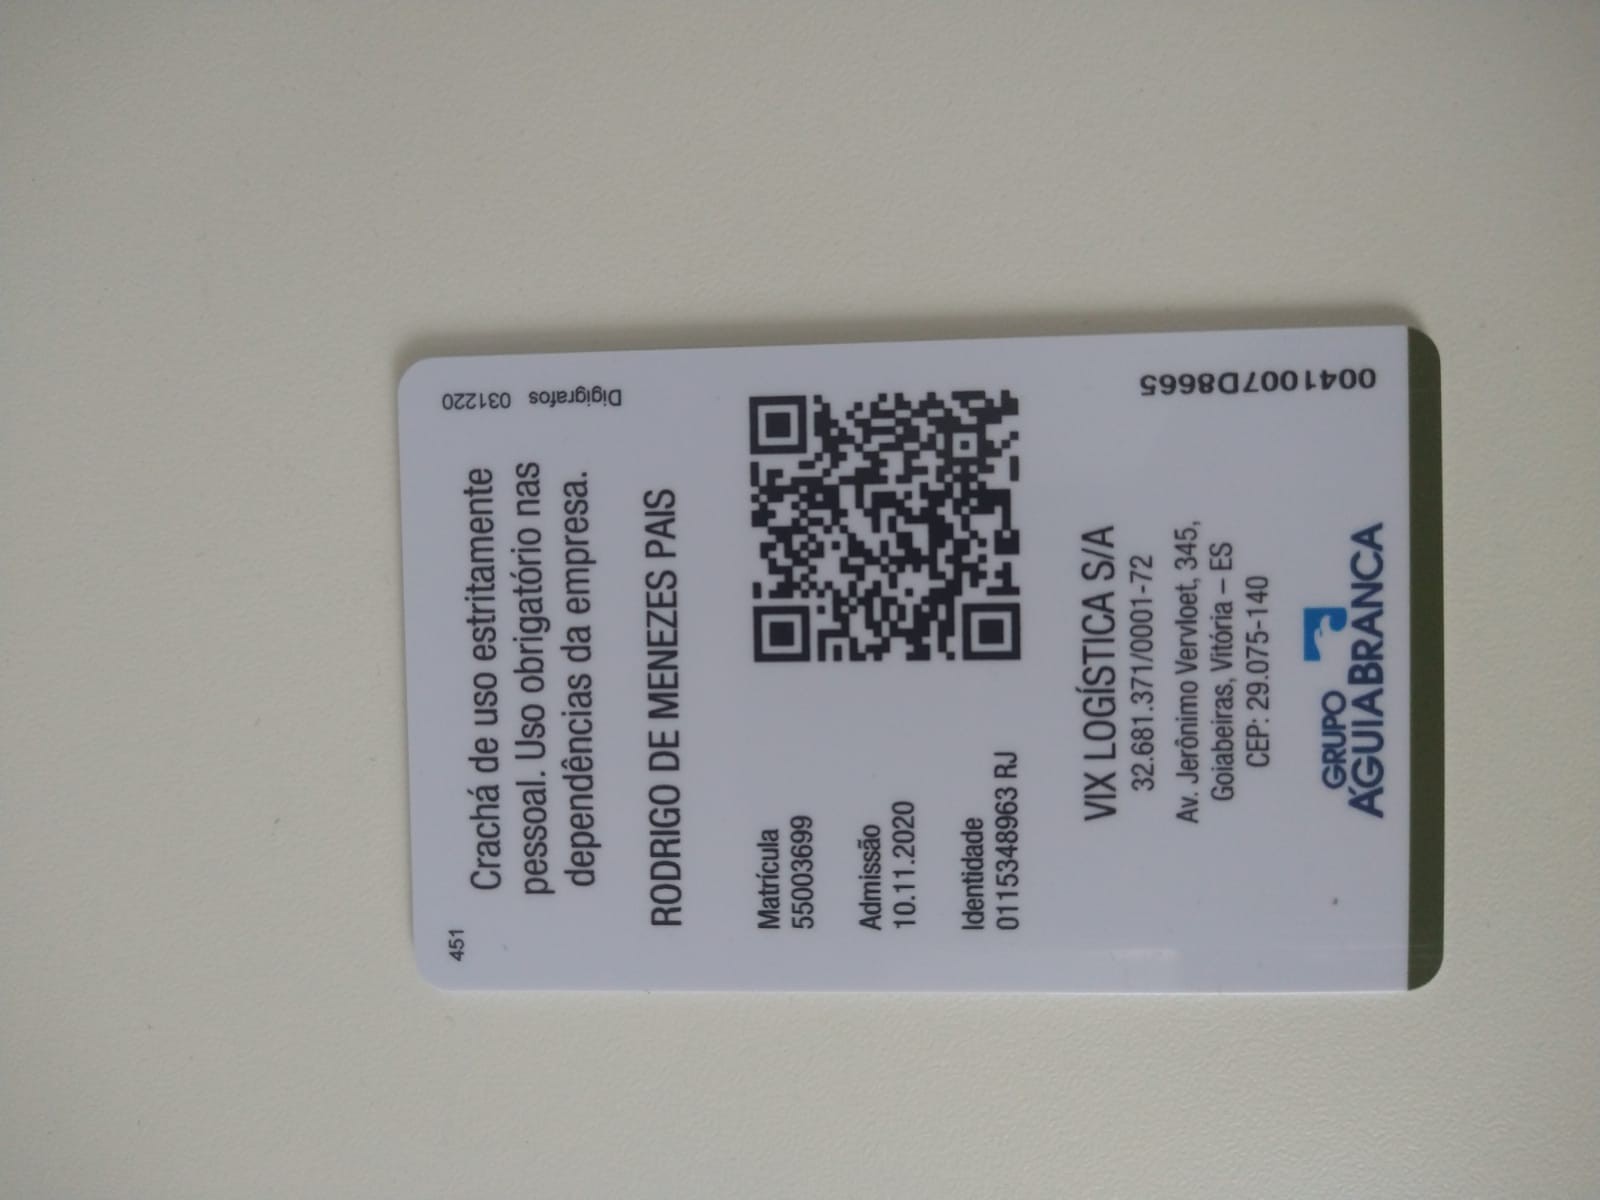 451
Crachá de uso estritamente
pessoal. Uso obrigatório nas
dependências da empresa.
Digigrafos 031220
RODRIGO DE MENEZES PAIS
Matrícula
55003699
Admissão
10.11.2020
Identidade
0115348963 RJ
VIX LOGÍSTICA S/A
32.681.371/0001-72
Av. Jerônimo Vervloet, 345,
Goiabeiras, Vitória – ES
CEP: 29.075-140
0041007D8665
GRUPO
ÁGUIABRANCA